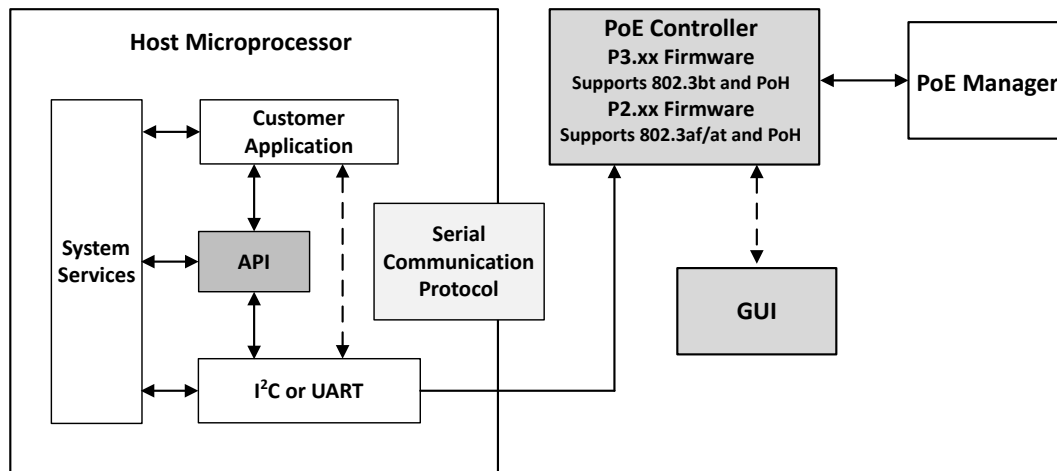 Host Microprocessor
System
Services
Customer
Application
API
I²C or UART
Serial
Communication
Protocol
PoE Controller
P3.xx Firmware
Supports 802.3bt and PoH
P2.xx Firmware
Supports 802.3af/at and PoH
PoE Manager
GUI